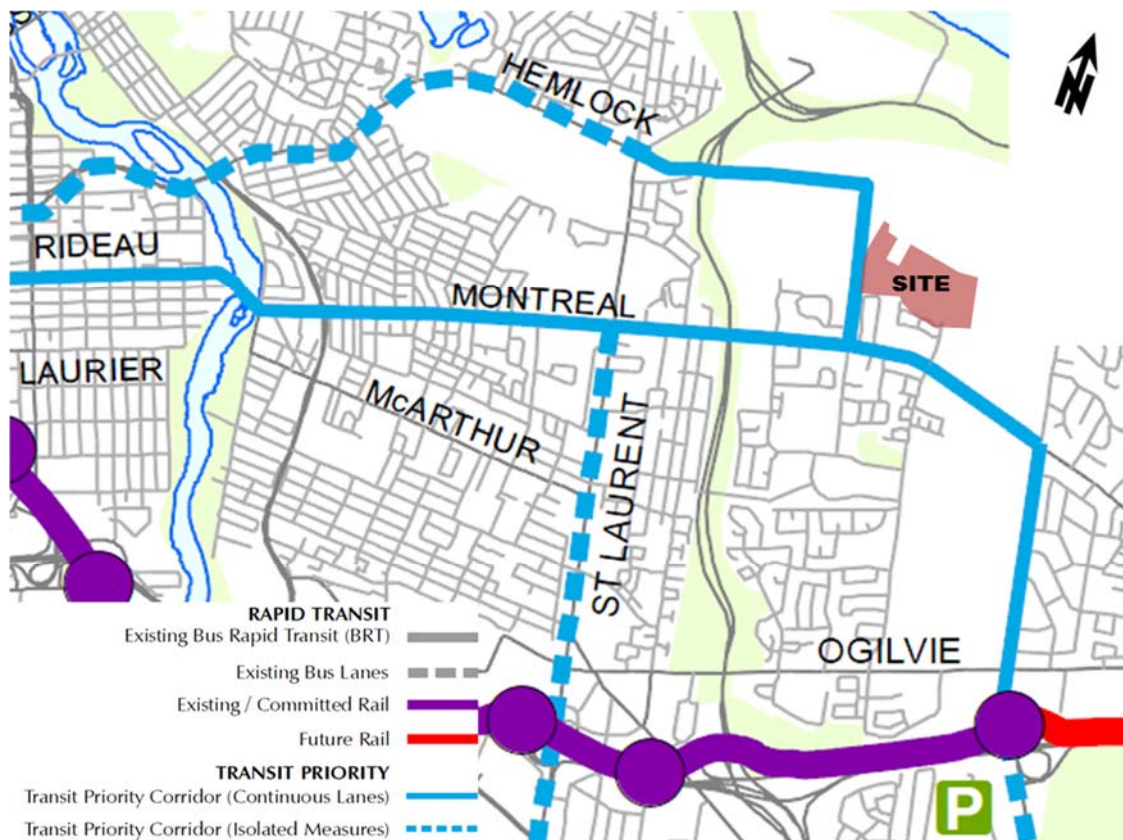 HEMLOCK
N
RIDEAU
SITE
MONTREAL
LAURIER
McARTHUR
ST LAURENT
OGILVIE
RAPID TRANSIT
Existing Bus Rapid Transit (BRT)
Existing Bus Lanes
Existing / Committed Rail
Future Rail
TRANSIT PRIORITY
Transit Priority Corridor (Continuous Lanes)
Transit Priority Corridor (Isolated Measures)
P